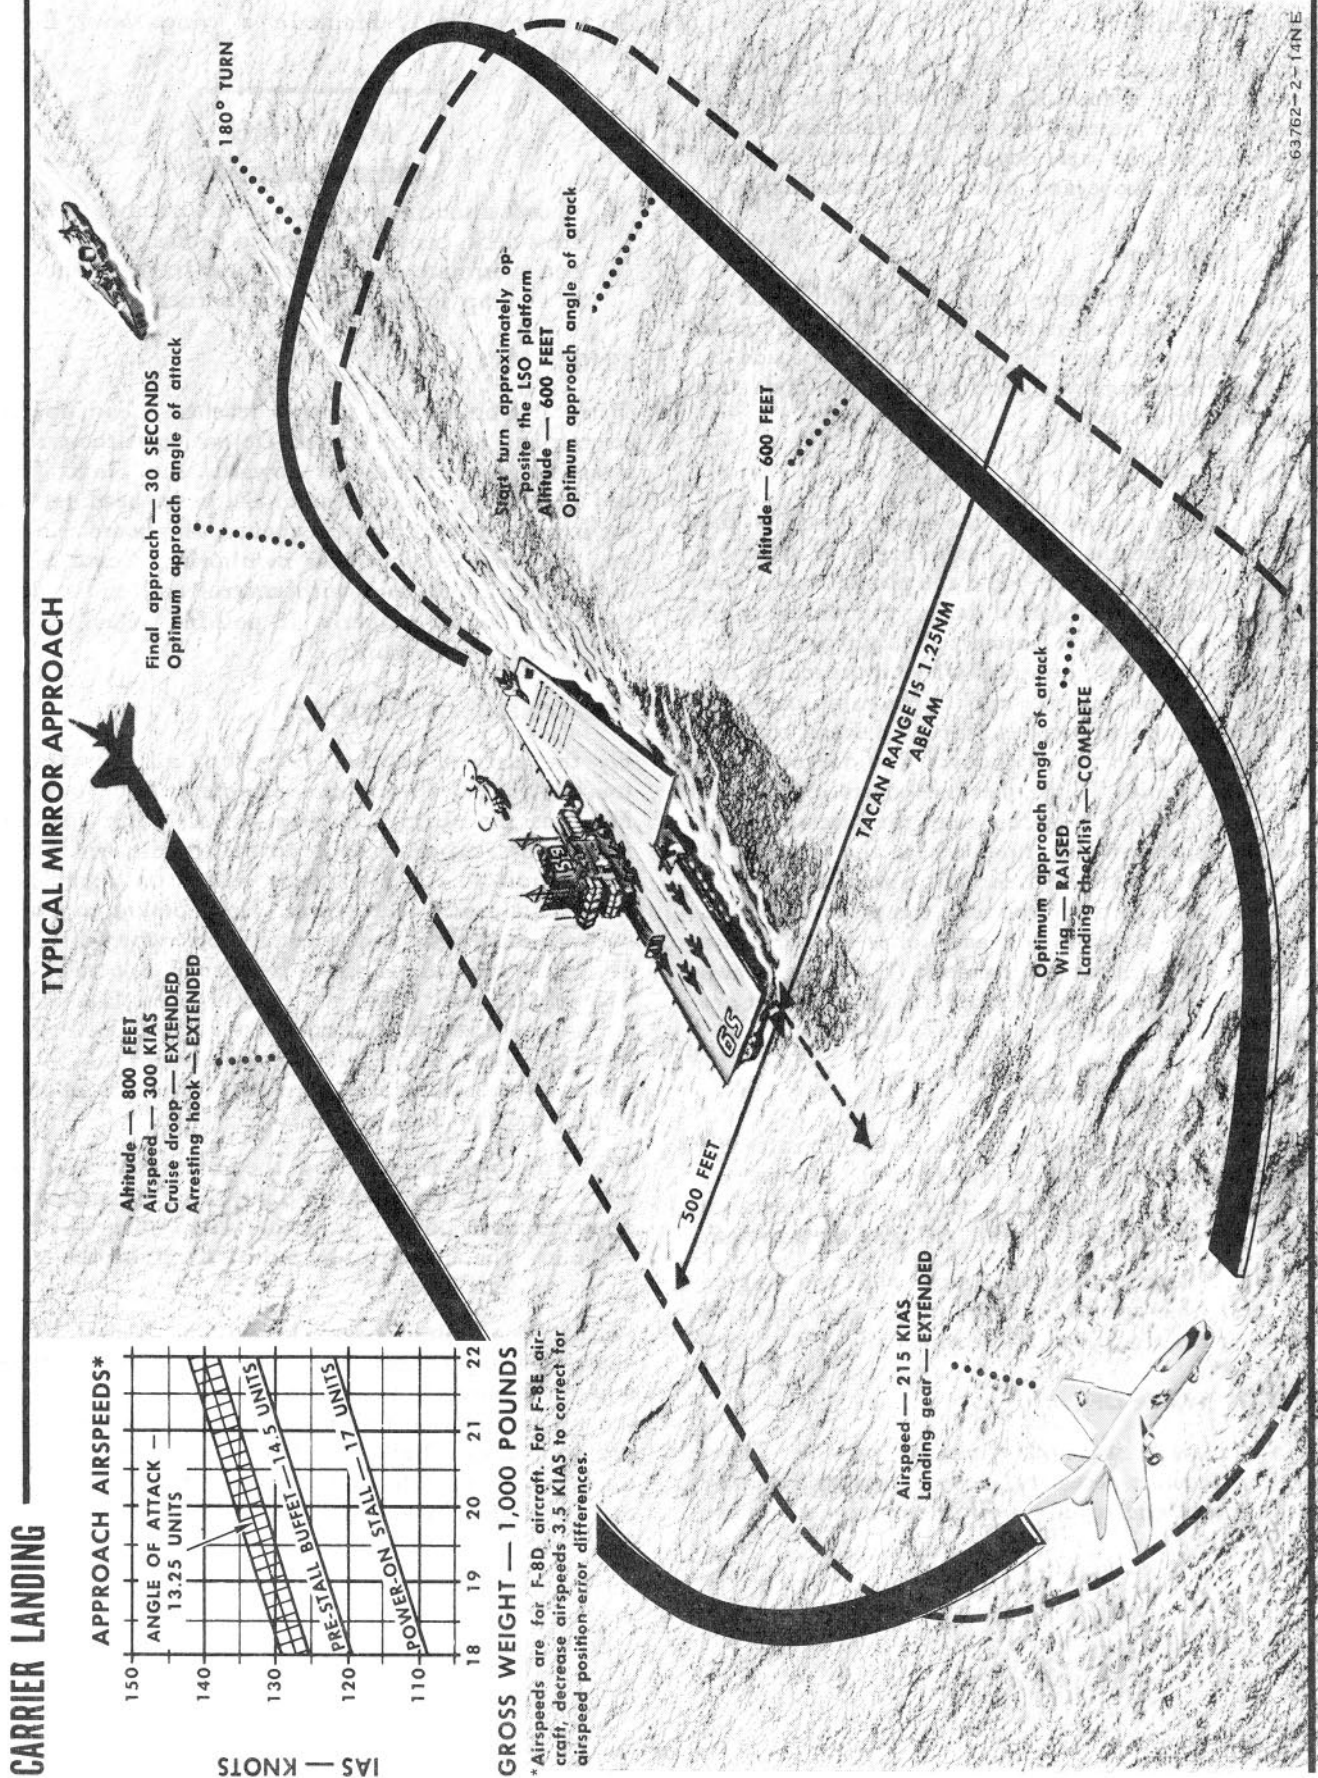 CARRIER LANDING
TYPICAL MIRROR APPROACH
APPROACH AIRSPEEDS*
150
140
130
120
110
IAS — KNOTS
ANGLE OF ATTACK —
13.25 UNITS
PRE-STALL BUFFET — 14.5 UNITS
POWER-ON STALL — 17 UNITS
18
19
20
21
22
GROSS WEIGHT — 1,000 POUNDS
*Airspeeds are for F-8D aircraft. For F-8E air-
craft, decrease airspeeds 3.5 KIAS to correct for
airspeed position error differences.
Altitude — 800 FEET
Airspeed — 300 KIAS
Cruise droop — EXTENDED
Arresting hook — EXTENDED
Final approach — 30 SECONDS
Optimum approach angle of attack
180° TURN
Start turn approximately op-
posite the LSO platform
Altitude — 600 FEET
Optimum approach angle of attack
Altitude — 600 FEET
TACAN RANGE IS 1.25NM
ABEAM
500 FEET
59
59
Optimum approach angle of attack
Wing — RAISED
Landing checklist — COMPLETE
Airspeed — 215 KIAS
Landing gear — EXTENDED
63762-2-14NE